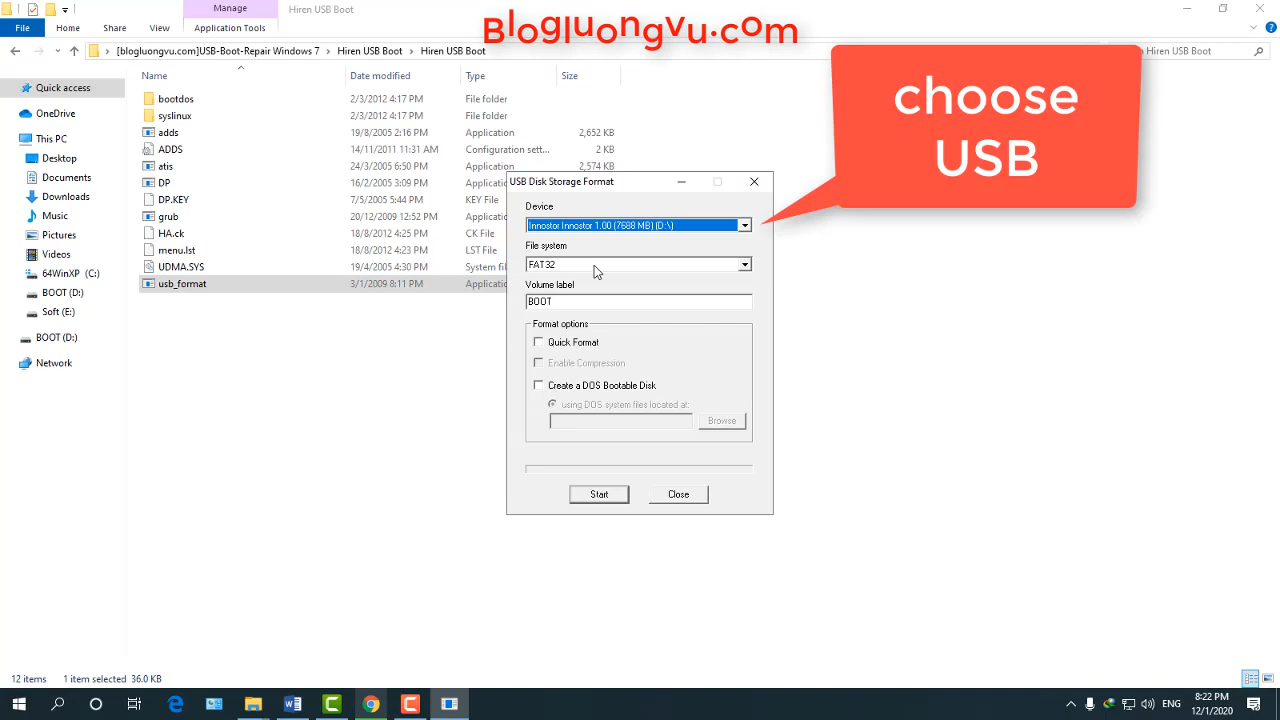 Manage
Hiren USB Boot
File
Home
Share
View
Application Tools
Blogluongvu.com
[blogluongvu.com]USB-Boot-Repair Windows 7
Hiren USB Boot
Hiren USB Boot
Hiren USB Boot
choose
USB
Name
Date modified
Type
Size
Quick access
OneDrive
This PC
Desktop
Documents
Downloads
Music
Pictures
Videos
64WinXP (C:)
BOOT (D:)
Soft (E:)
BOOT (D:)
Network
bootdos 2/3/2012 4:17 PM File folder
syslinux 2/3/2012 4:17 PM File folder
adds 19/8/2005 2:16 PM Application 2,652 KB
ADDS 14/11/2011 11:31 AM Configuration sett... 2 KB
atis 24/3/2005 6:50 PM Application 2,574 KB
DP 16/2/2005 3:09 PM Application
DP.KEY 7/5/2005 5:44 PM KEY File
grub 20/12/2009 12:52 PM Application
HA.ck 18/8/2012 4:25 PM CK File
menu.lst 18/8/2012 4:23 PM LST File
UDMA.SYS 19/4/2005 4:30 PM System file
usb_format 3/1/2009 8:11 PM Application
USB Disk Storage Format
Device
Innostor Innostor 1.00 (7688 MB) (D:\)
File system
FAT32
Volume label
BOOT
Format options
Quick Format
Enable Compression
Create a DOS Bootable Disk
using DOS system files located at:
Browse
Start
Close
12 items
1 item selected 36.0 KB
ENG
8:22 PM
12/1/2020